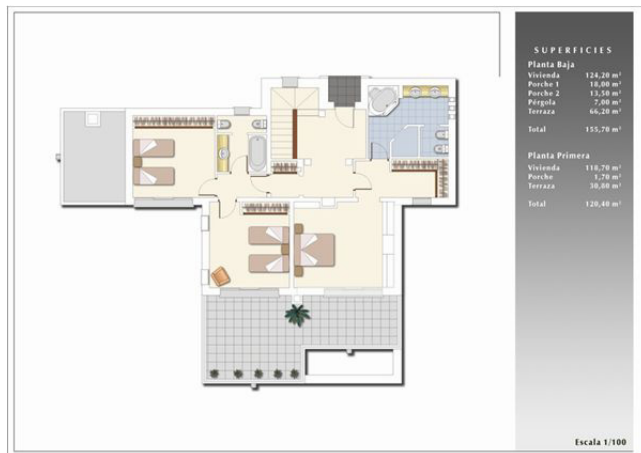 SUPERFICIES
Planta Baja
Vivienda 124,20 m²
Porche 1 18,00 m²
Porche 2 13,50 m²
Pérgola 7,00 m²
Terraza 66,20 m²
Total 155,70 m²
Planta Primera
Vivienda 118,70 m²
Porche 1,70 m²
Terraza 30,80 m²
Total 120,40 m²
Escala 1/100